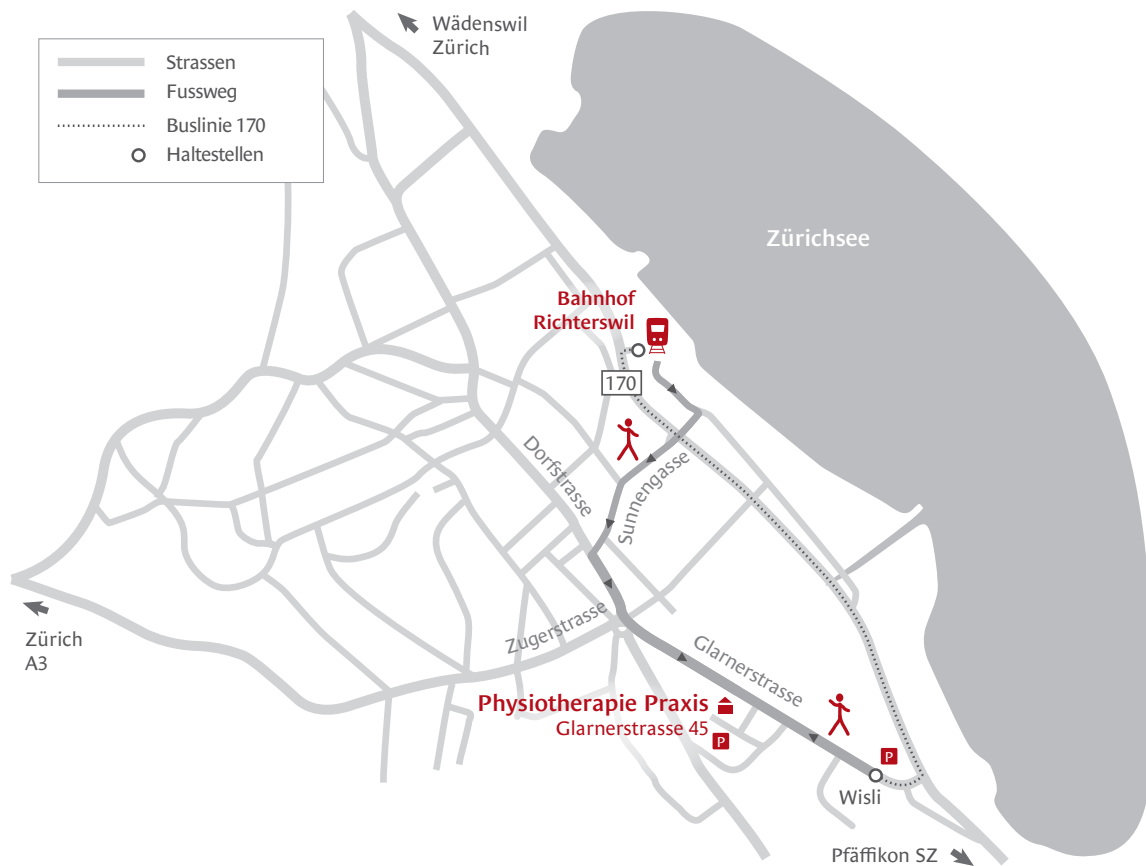 Wädenswil
Zürich
Strassen
Fussweg
Buslinie 170
Haltestellen
Zürichsee
Bahnhof
Richterswil
170
Dorfstrasse
Sunnengasse
Zugerstrasse
Glarnerstrasse
Zürich
A3
Physiotherapie Praxis
Glarnerstrasse 45
P
P
Wisli
Pfäffikon SZ